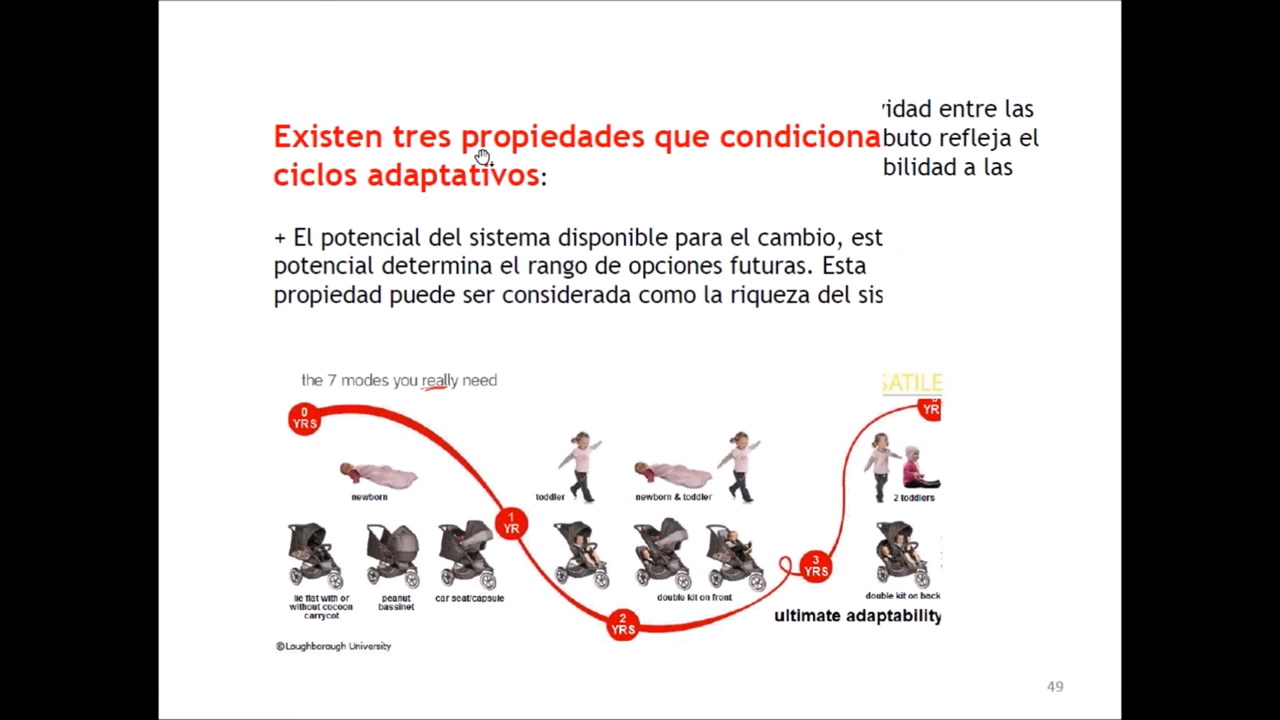 vidad entre las
Existen tres propiedades que condiciona
buto refleja el
bilidad a las
ciclos adaptativos:
+ El potencial del sistema disponible para el cambio, est
potencial determina el rango de opciones futuras. Esta
propiedad puede ser considerada como la riqueza del sis
the 7 modes you really need
SATILE
0
YRS
YR
newborn
toddler
newborn & toddler
2 toddlers
1
YR
3
YRS
lie flat with or
without cocoon
carrycot
peanut
bassinet
car seat/capsule
double kit on front
double kit on back
2
YRS
ultimate adaptability
©Loughborough University
49